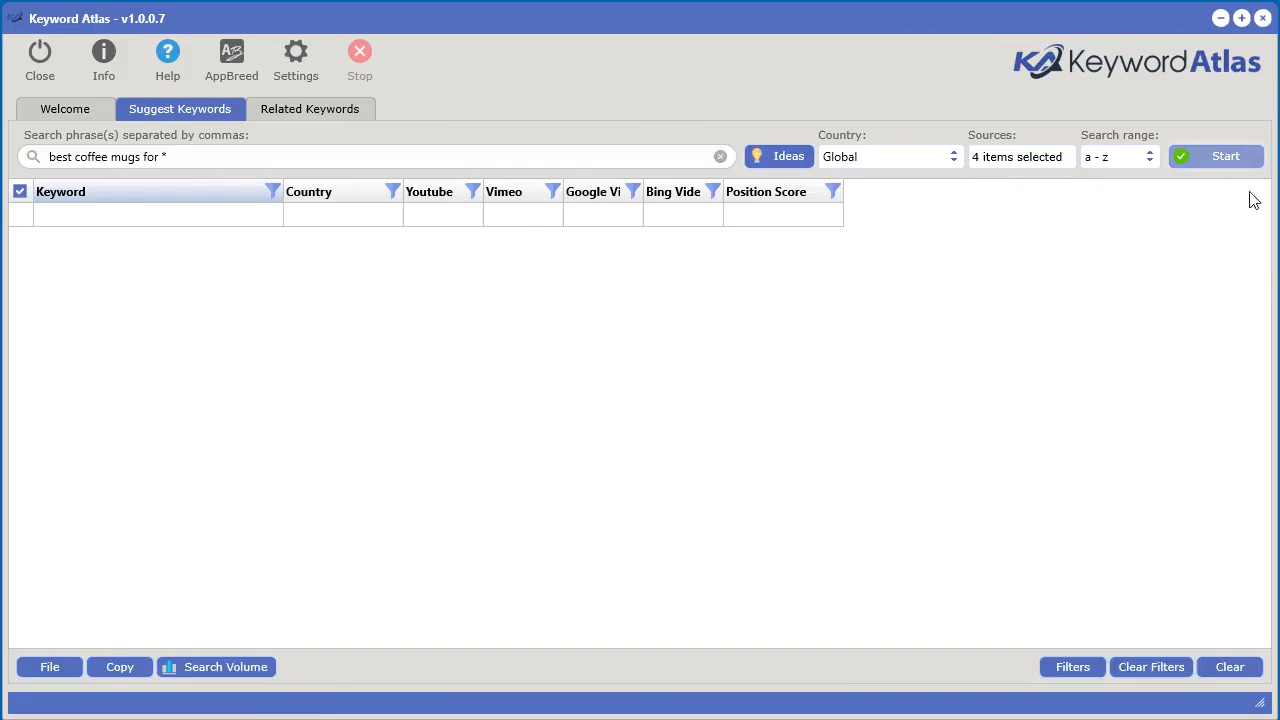 Keyword Atlas - v1.0.0.7
Close
Info
Help
AppBreed
Settings
Stop
KeywordAtlas
Welcome
Suggest Keywords
Related Keywords
Search phrase(s) separated by commas:
Country:
Sources:
Search range:
best coffee mugs for *
Ideas
Global
4 items selected
a - z
Start
Keyword
Country
Youtube
Vimeo
Google Vi
Bing Vide
Position Score
File
Copy
Search Volume
Filters
Clear Filters
Clear